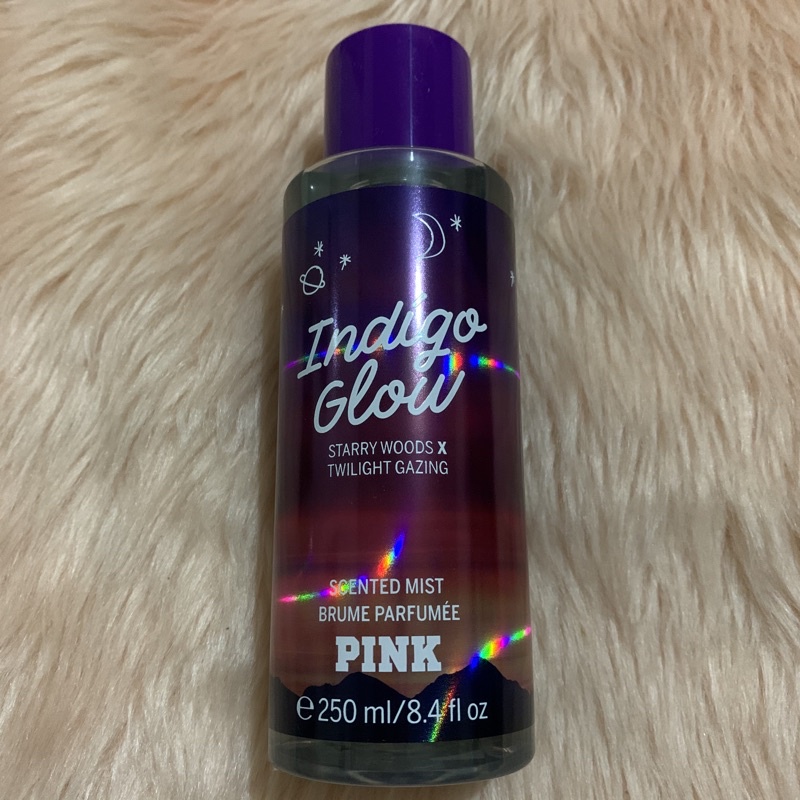 Indigo
Glow
STARRY WOODS X
TWILIGHT GAZING
SCENTED MIST
BRUME PARFUMÉE
PINK
℮ 250 ml/8.4 fl oz